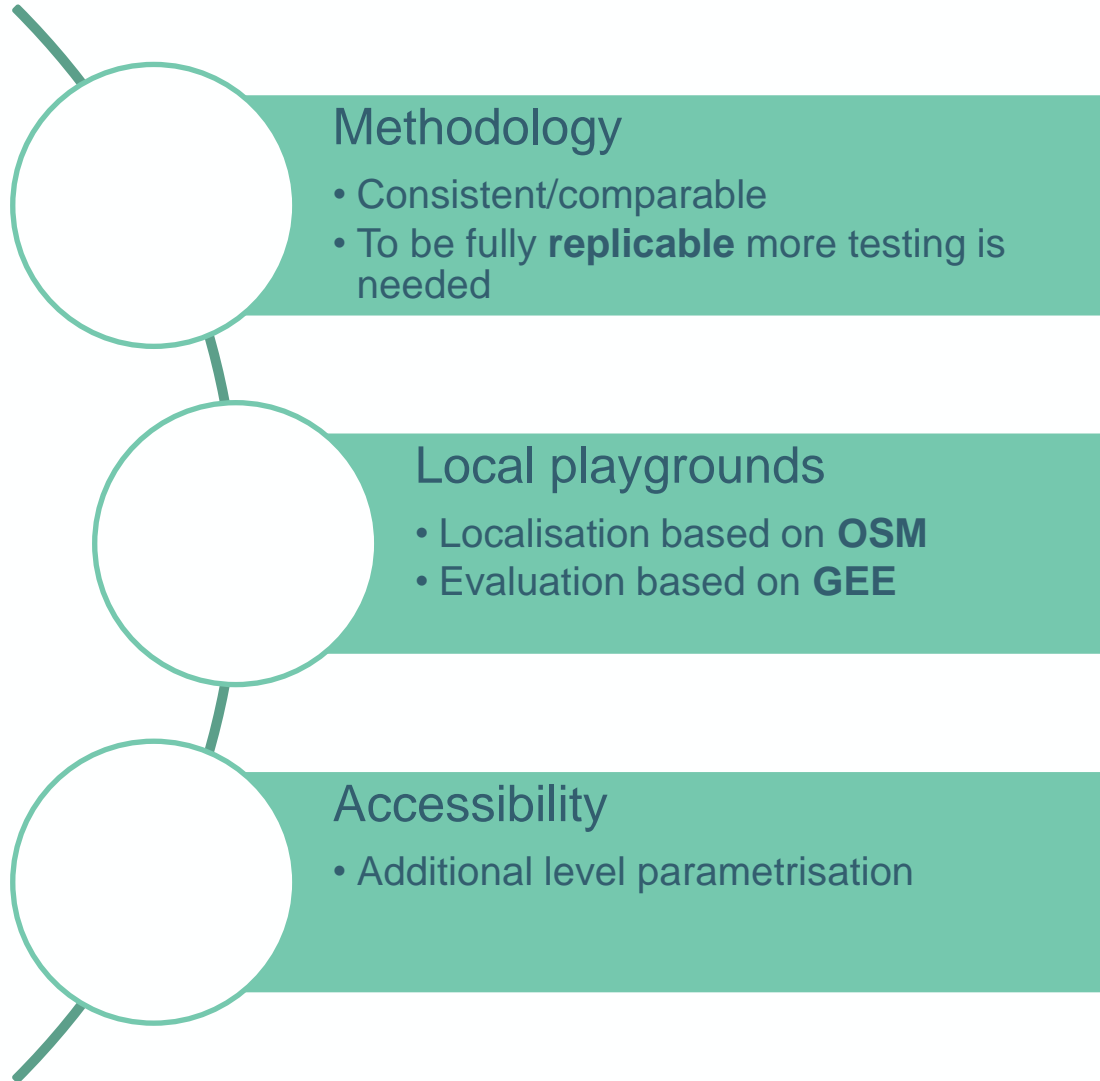 Methodology
• Consistent/comparable
• To be fully replicable more testing is
needed
Local playgrounds
• Localisation based on OSM
• Evaluation based on GEE
Accessibility
• Additional level parametrisation